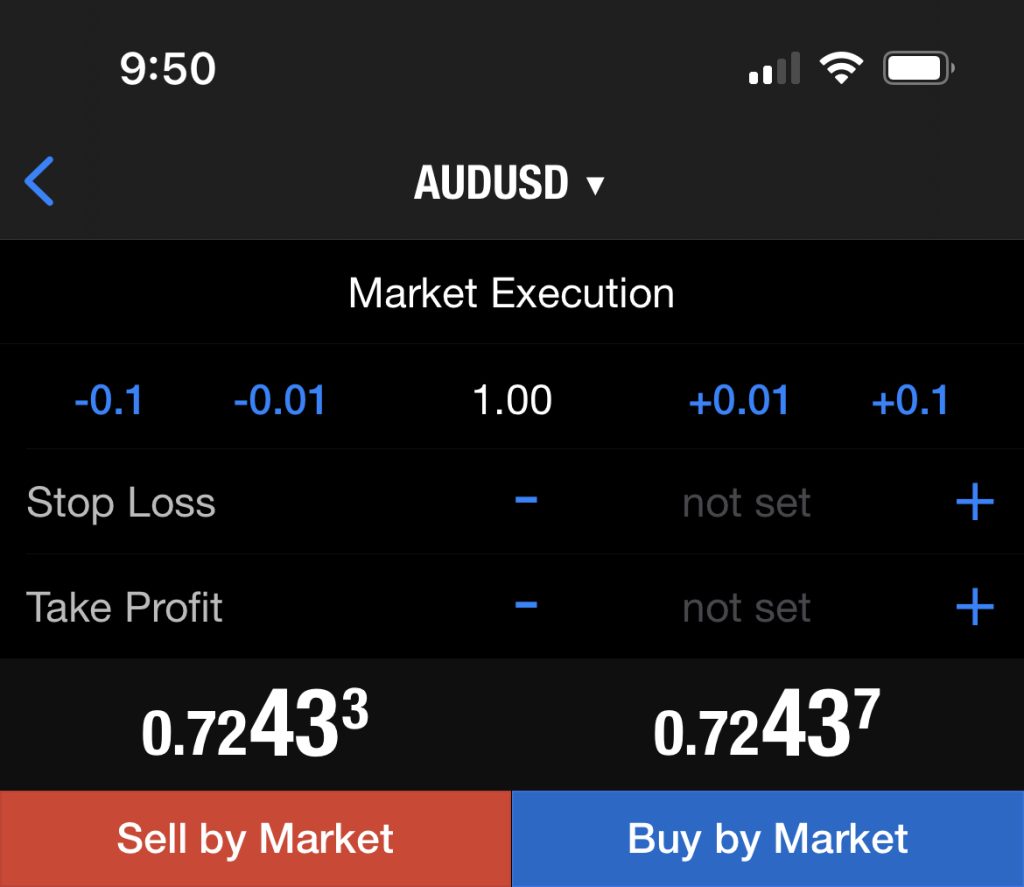 9:50
AUDUSD ▼
Market Execution
-0.1 -0.01 1.00 +0.01 +0.1
Stop Loss - not set +
Take Profit - not set +
0.72433 0.72437
Sell by Market Buy by Market